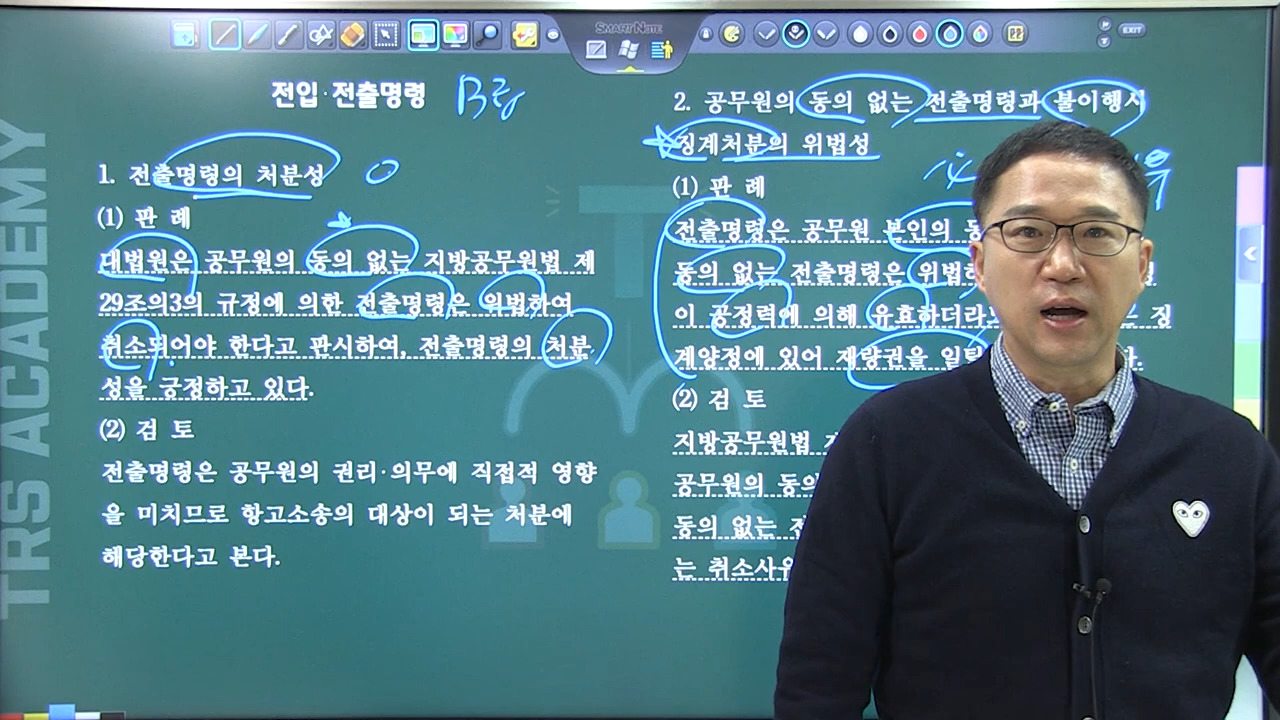 SMART NOTE
EXIT
TRS ACADEMY
전입·전출명령 B급
1. 전출명령의 처분성
(1) 판 례
대법원은 공무원의 동의 없는 지방공무원법 제
29조의3의 규정에 의한 전출명령은 위법하여
취소되어야 한다고 판시하여, 전출명령의 처분
성을 긍정하고 있다.
(2) 검 토
전출명령은 공무원의 권리·의무에 직접적 영향
을 미치므로 항고소송의 대상이 되는 처분에
해당한다고 본다.
2. 공무원의 동의 없는 전출명령과 불이행시
징계처분의 위법성
(1) 판 례
전출명령은 공무원 본인의
동의 없는 전출명령은
이 공정력에 의해 유효하더라 징
계양정에 있어 재량권을
(2) 검 토
지방공무원법
공무원의
동의 없는
는